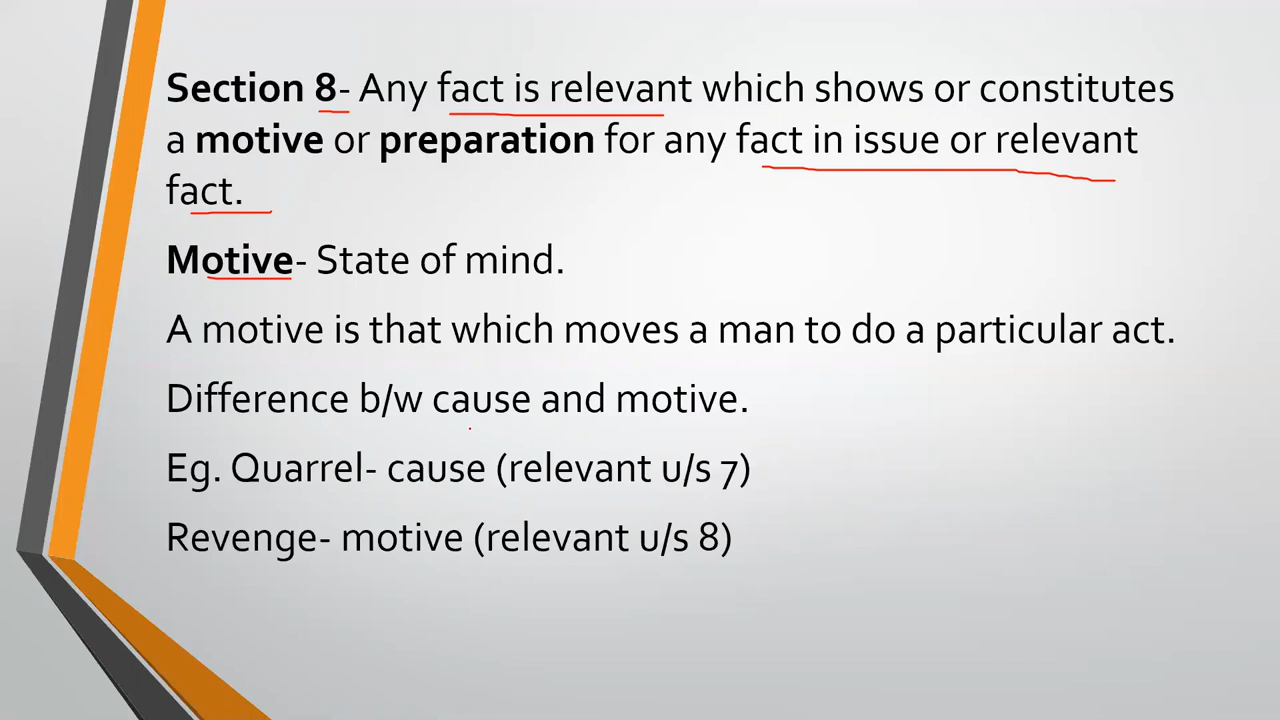 Section 8- Any fact is relevant which shows or constitutes
a motive or preparation for any fact in issue or relevant
fact.
Motive- State of mind.
A motive is that which moves a man to do a particular act.
Difference b/w cause and motive.
Eg. Quarrel- cause (relevant u/s 7)
Revenge- motive (relevant u/s 8)